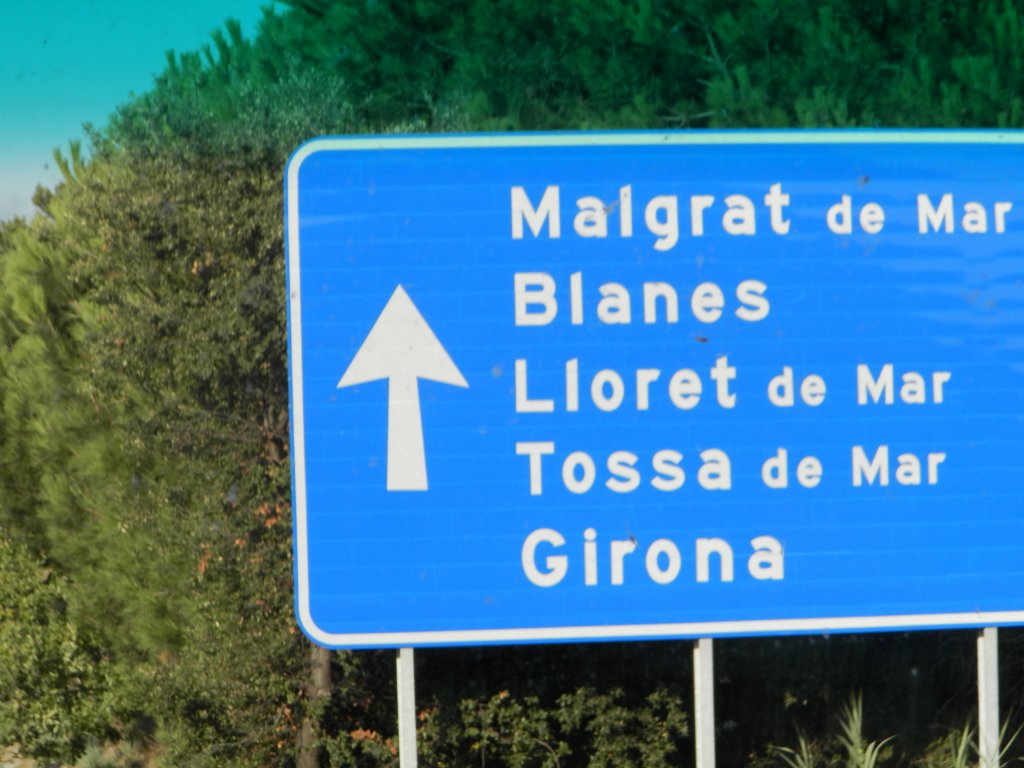 Malgrat de Mar
Blanes
Lloret de Mar
Tossa de Mar
Girona